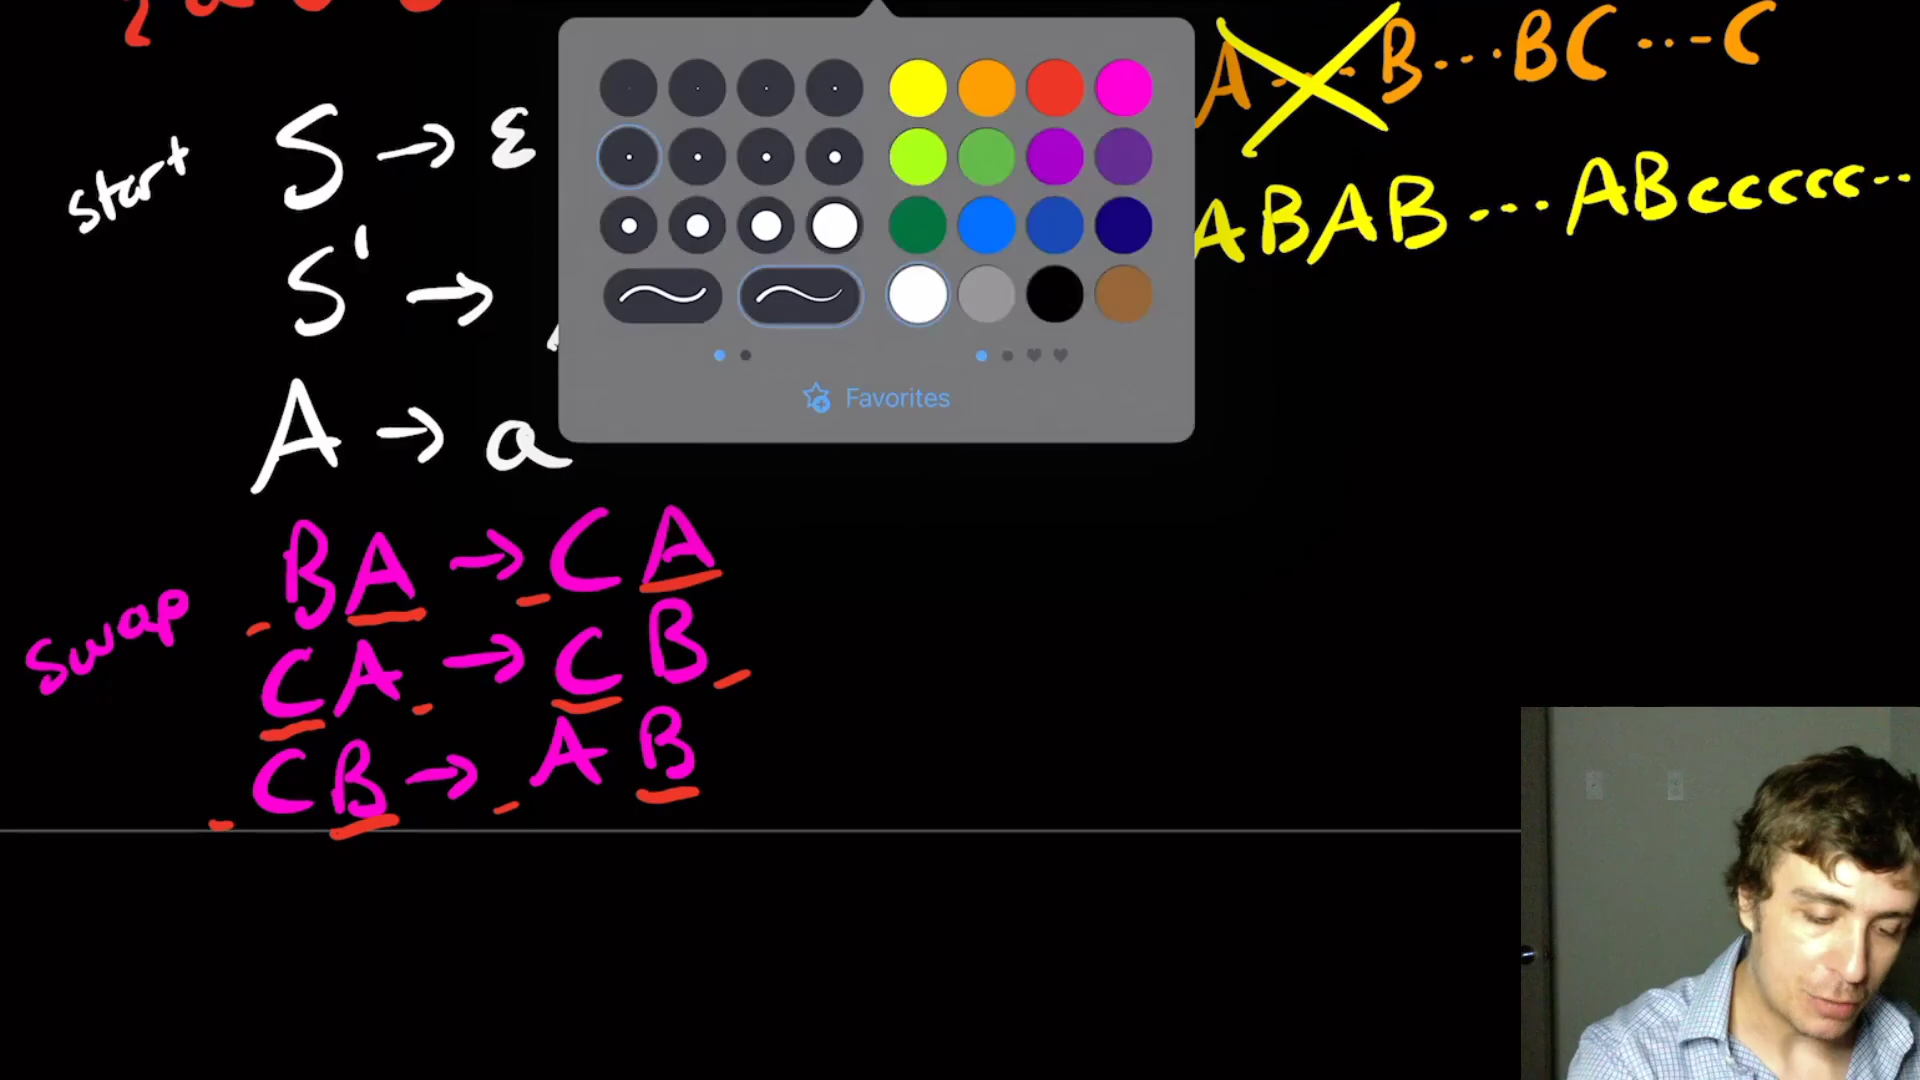 A B...BC...-C
start S → ε
ABAB...ABccccc..
S' →
A → a
Favorites
swap BA → CA
CA → CB
CB → AB